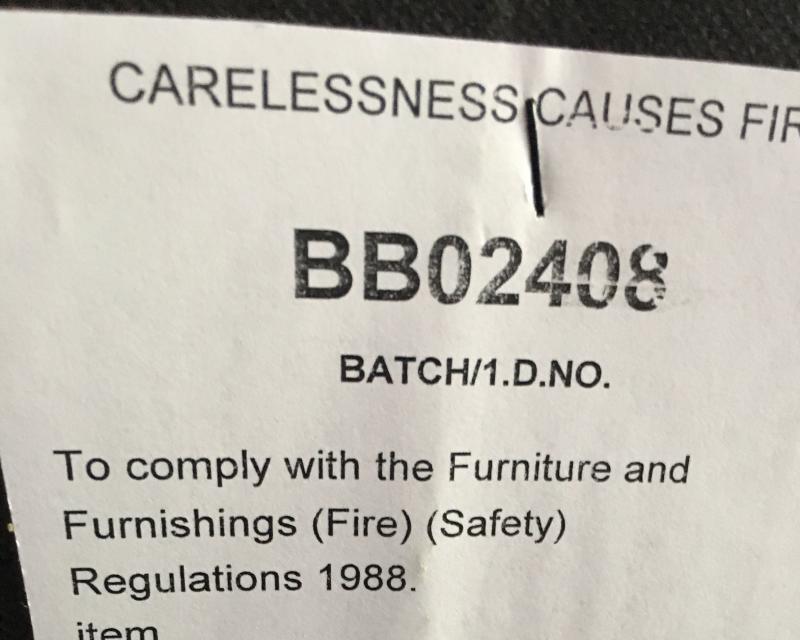 CARELESSNESS CAUSES FIR
BB02408
BATCH/1.D.NO.
To comply with the Furniture and
Furnishings (Fire) (Safety)
Regulations 1988.
item